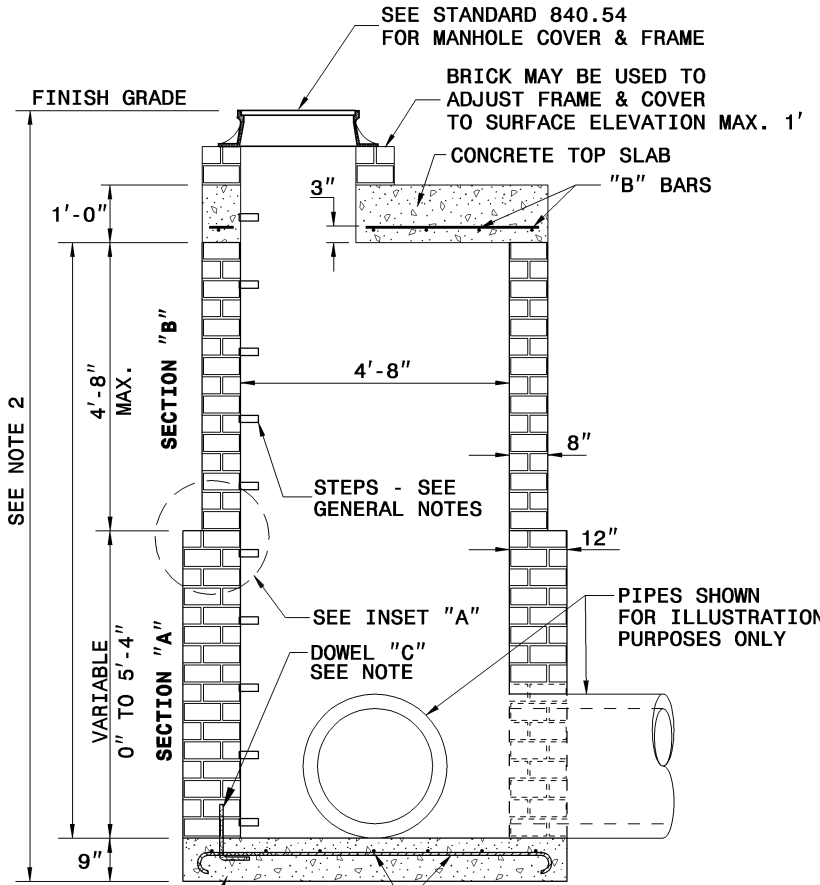 SEE STANDARD 840.54
FOR MANHOLE COVER & FRAME
BRICK MAY BE USED TO
ADJUST FRAME & COVER
TO SURFACE ELEVATION MAX. 1'
FINISH GRADE
CONCRETE TOP SLAB
"B" BARS
3"
1'-0"
SEE NOTE 2
4'-8"
MAX.
SECTION "B"
4'-8"
8"
STEPS - SEE
GENERAL NOTES
12"
SEE INSET "A"
PIPES SHOWN
FOR ILLUSTRATION
PURPOSES ONLY
DOWEL "C"
SEE NOTE
VARIABLE
0" TO 5'-4"
SECTION "A"
9"